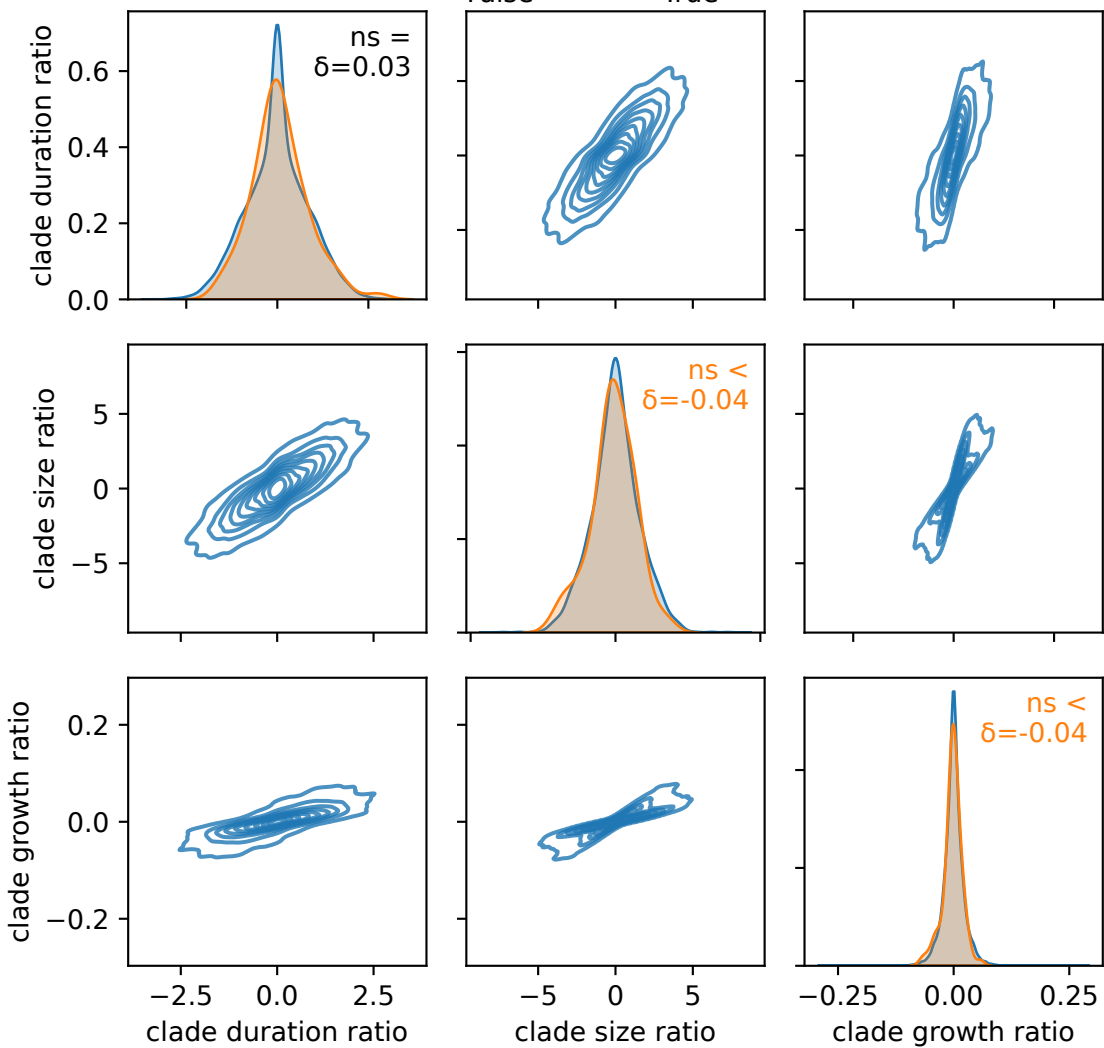 clade duration ratio
0.6
0.4
0.2
0.0
ns =
δ=0.03
clade size ratio
5
0
−5
ns <
δ=-0.04
clade growth ratio
0.2
0.0
−0.2
ns <
δ=-0.04
−2.5 0.0 2.5
−5 0 5
−0.25 0.00 0.25
clade duration ratio
clade size ratio
clade growth ratio